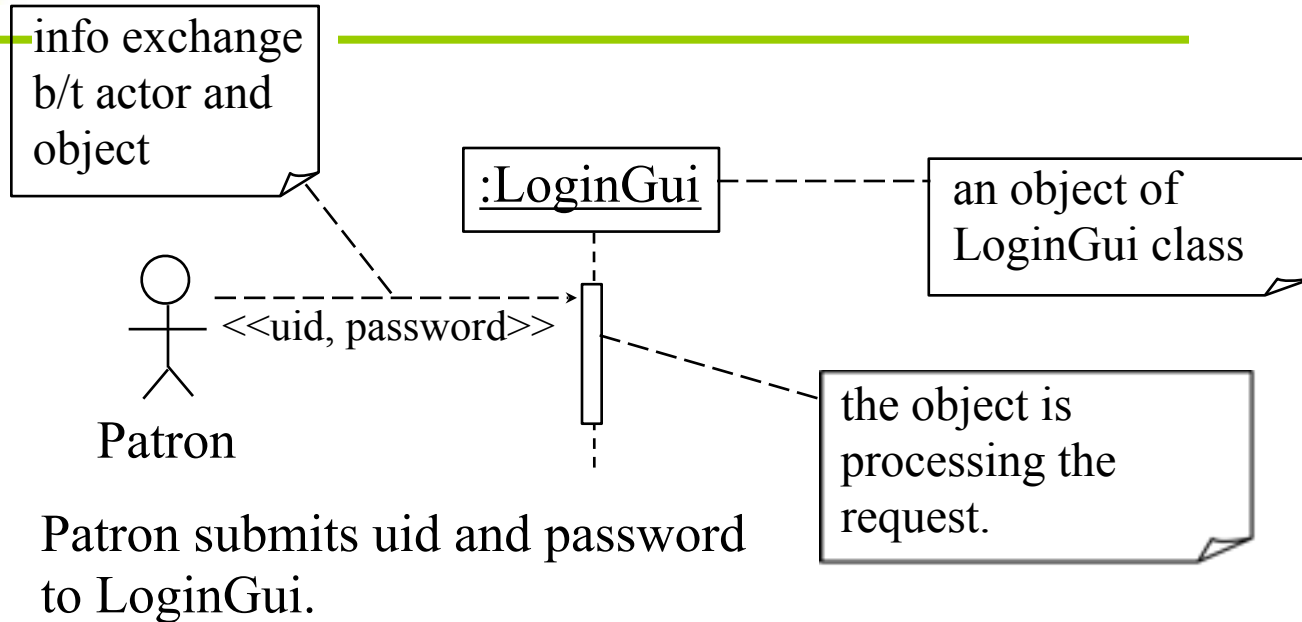 info exchange
b/t actor and
object
:LoginGui
an object of
LoginGui class
<<uid, password>>
Patron
the object is
processing the
request.
Patron submits uid and password
to LoginGui.